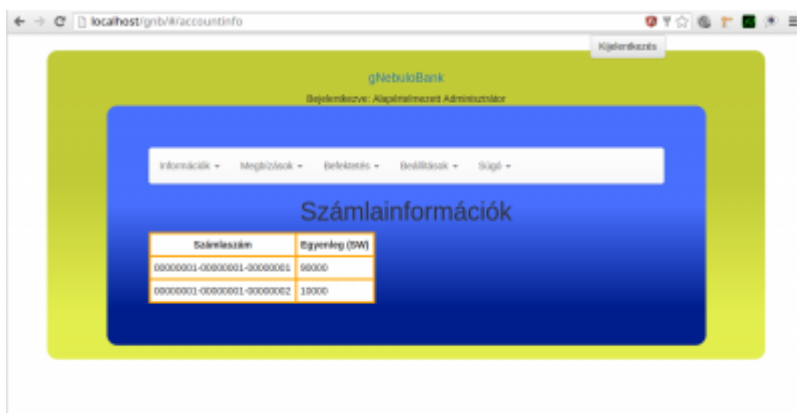 localhost/gnb/#/accountinfo
Kijelentkezés
gNebuloBank
Bejelentkezve: Alapértelmezett Adminisztrátor
Információk Megbízások Befektetés Beállítások Súgó
Számlainformációk
Számlaszám Egyenleg (SW)
00000001-00000001-00000001 90000
00000001-00000001-00000002 10000